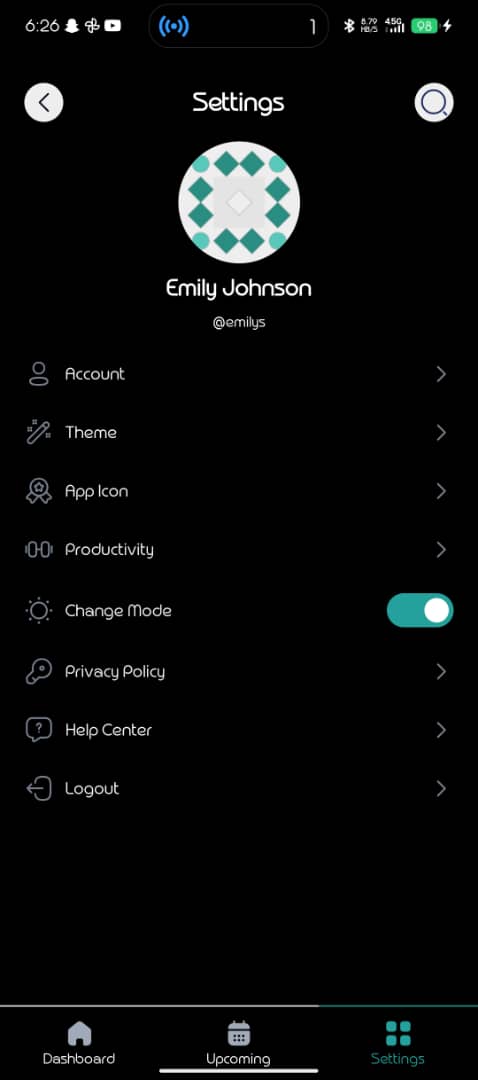 6:26 1 8.79 MB/S 4.5G 98
Settings
Emily Johnson
@emilys
Account
Theme
App Icon
Productivity
Change Mode
Privacy Policy
Help Center
Logout
Dashboard Upcoming Settings